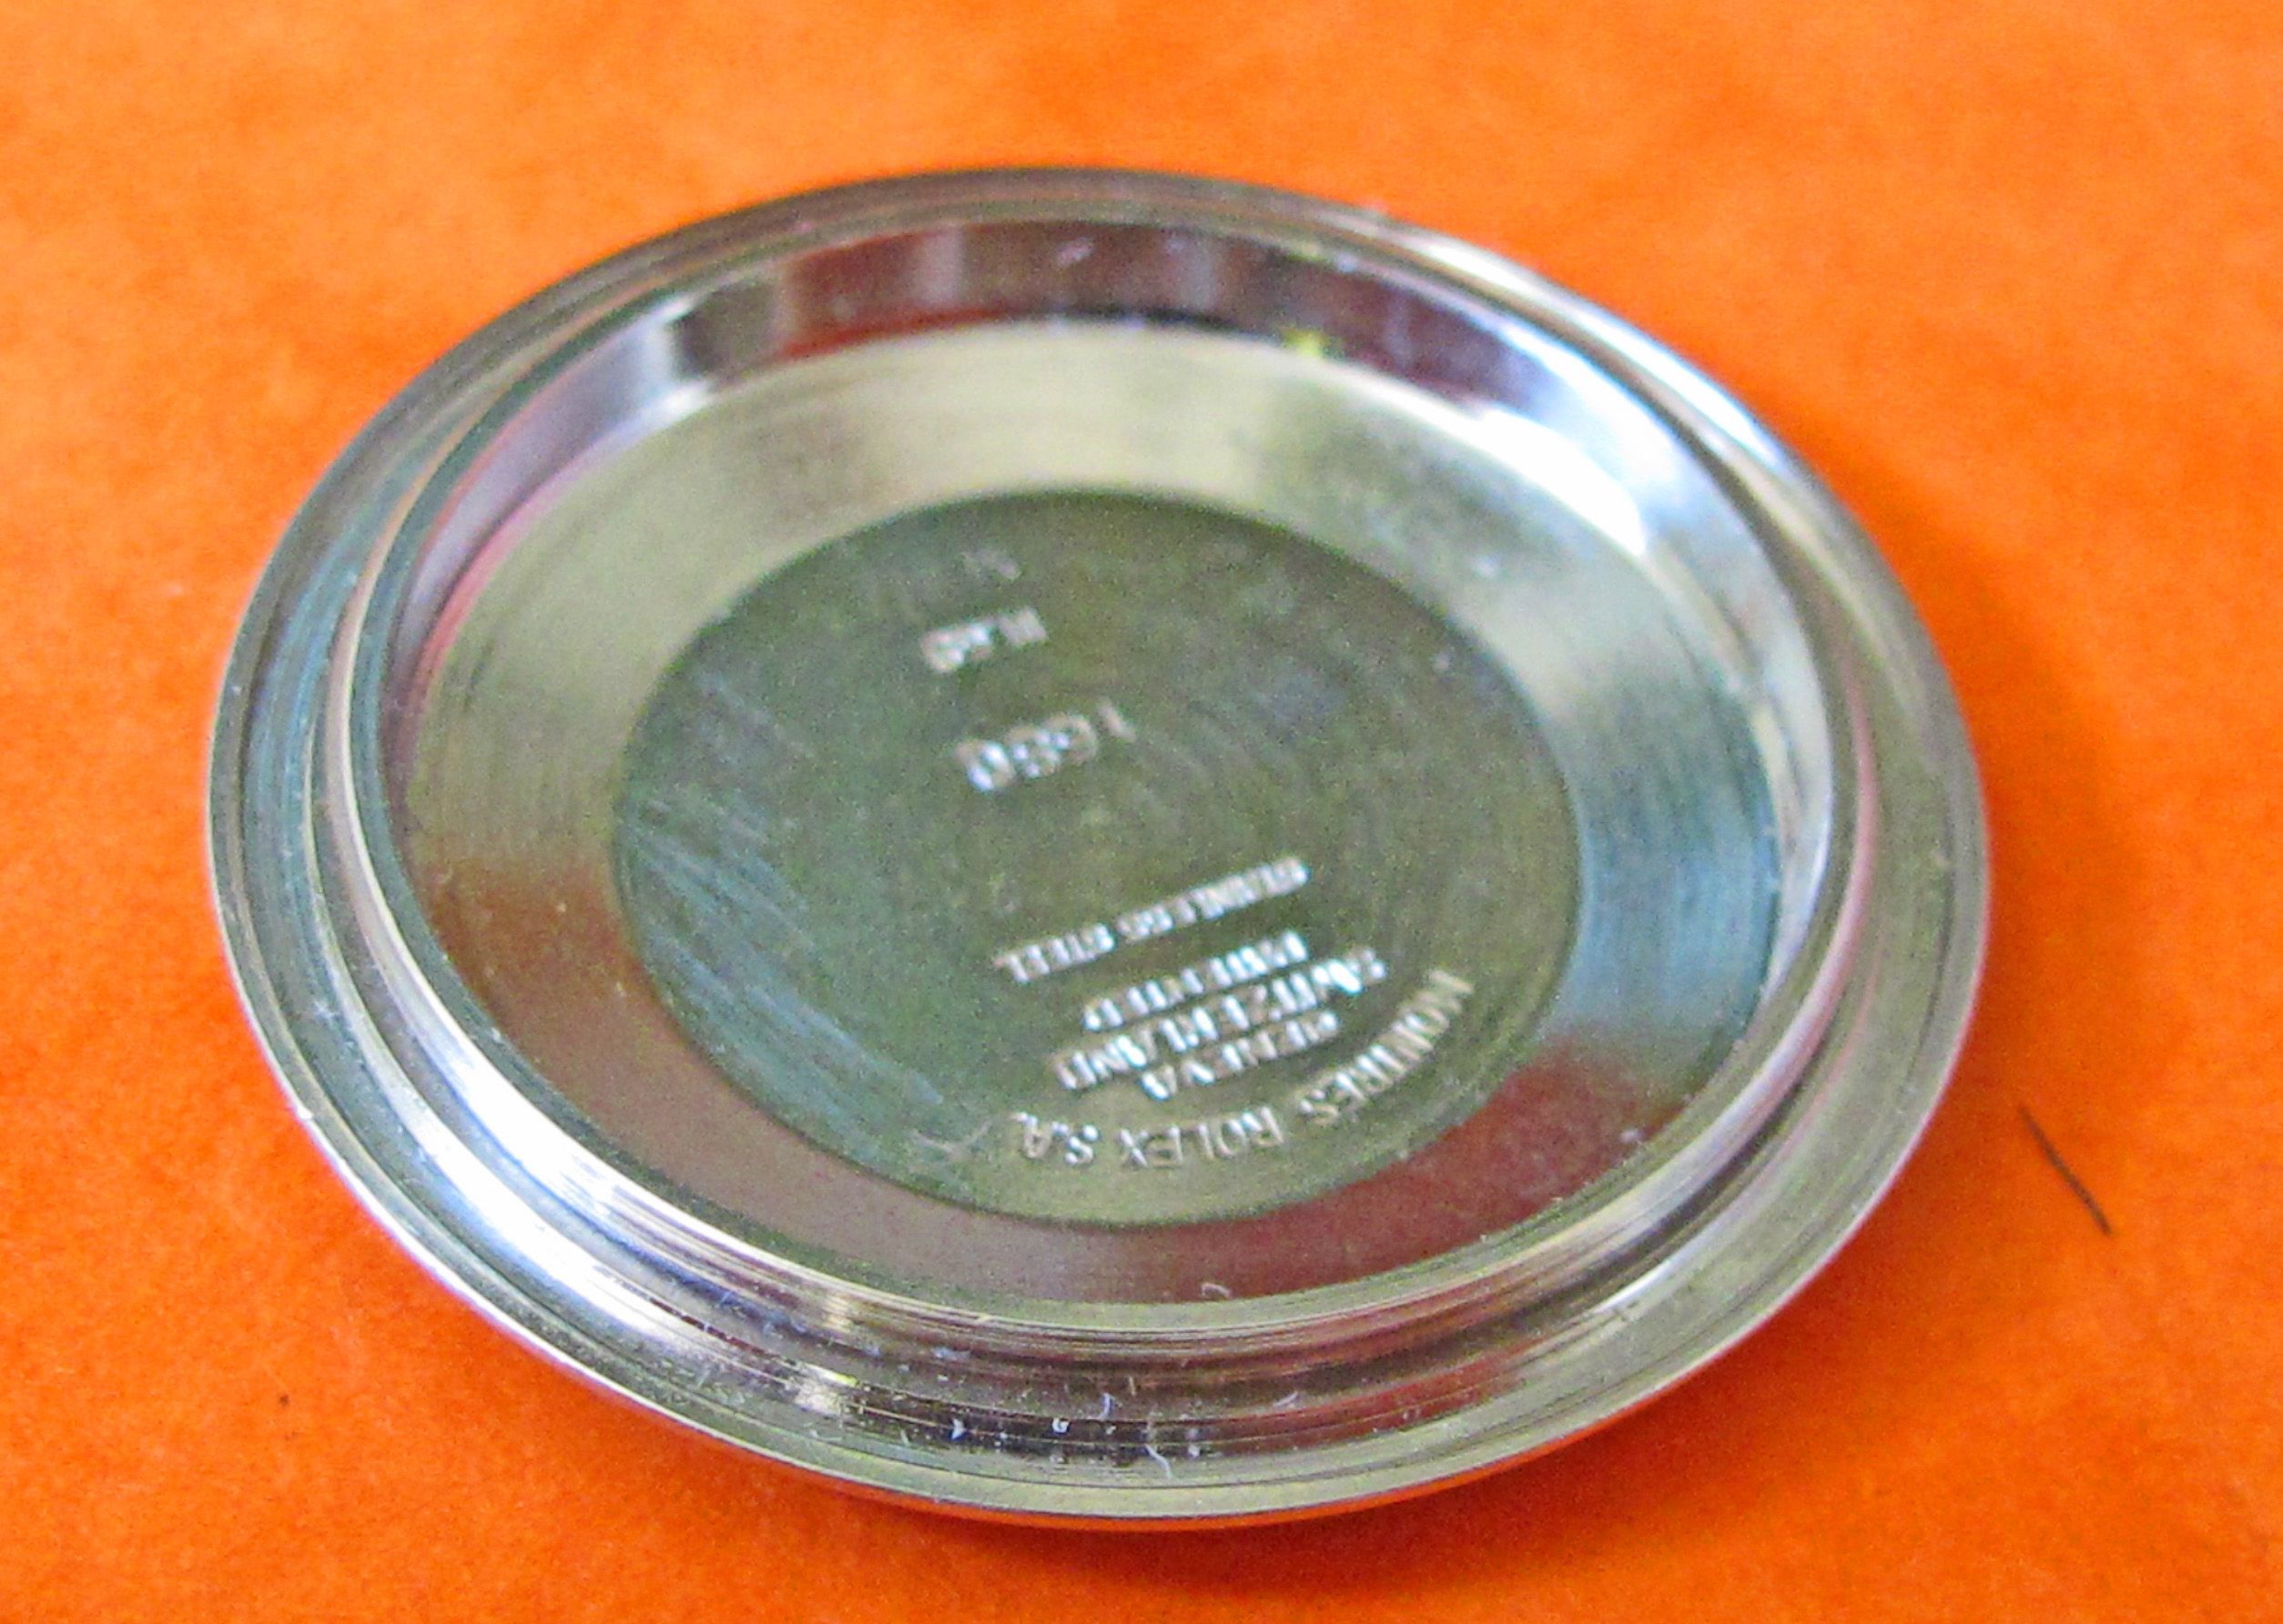 MONTRES ROLEX S.A.
GENEVA
SWITZERLAND
PATENTED
STAINLESS STEEL
1680